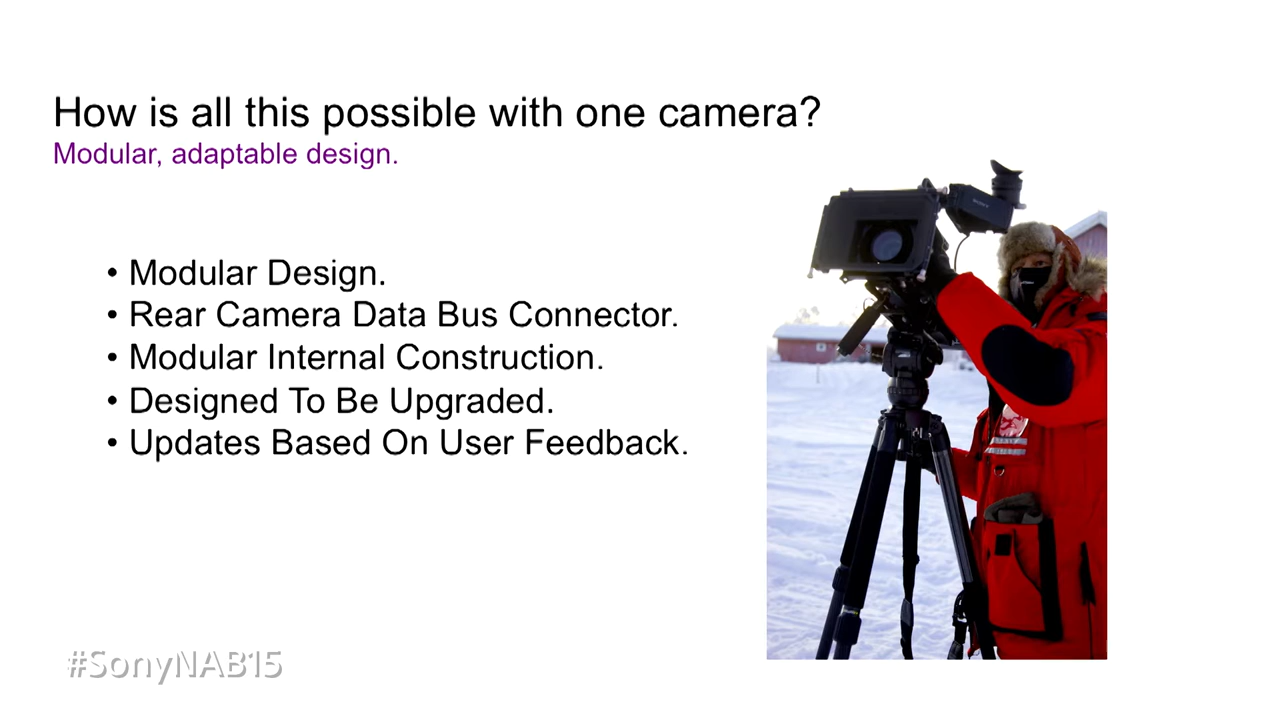 How is all this possible with one camera?
Modular, adaptable design.
• Modular Design.
• Rear Camera Data Bus Connector.
• Modular Internal Construction.
• Designed To Be Upgraded.
• Updates Based On User Feedback.
SONY
#SonyNAB15